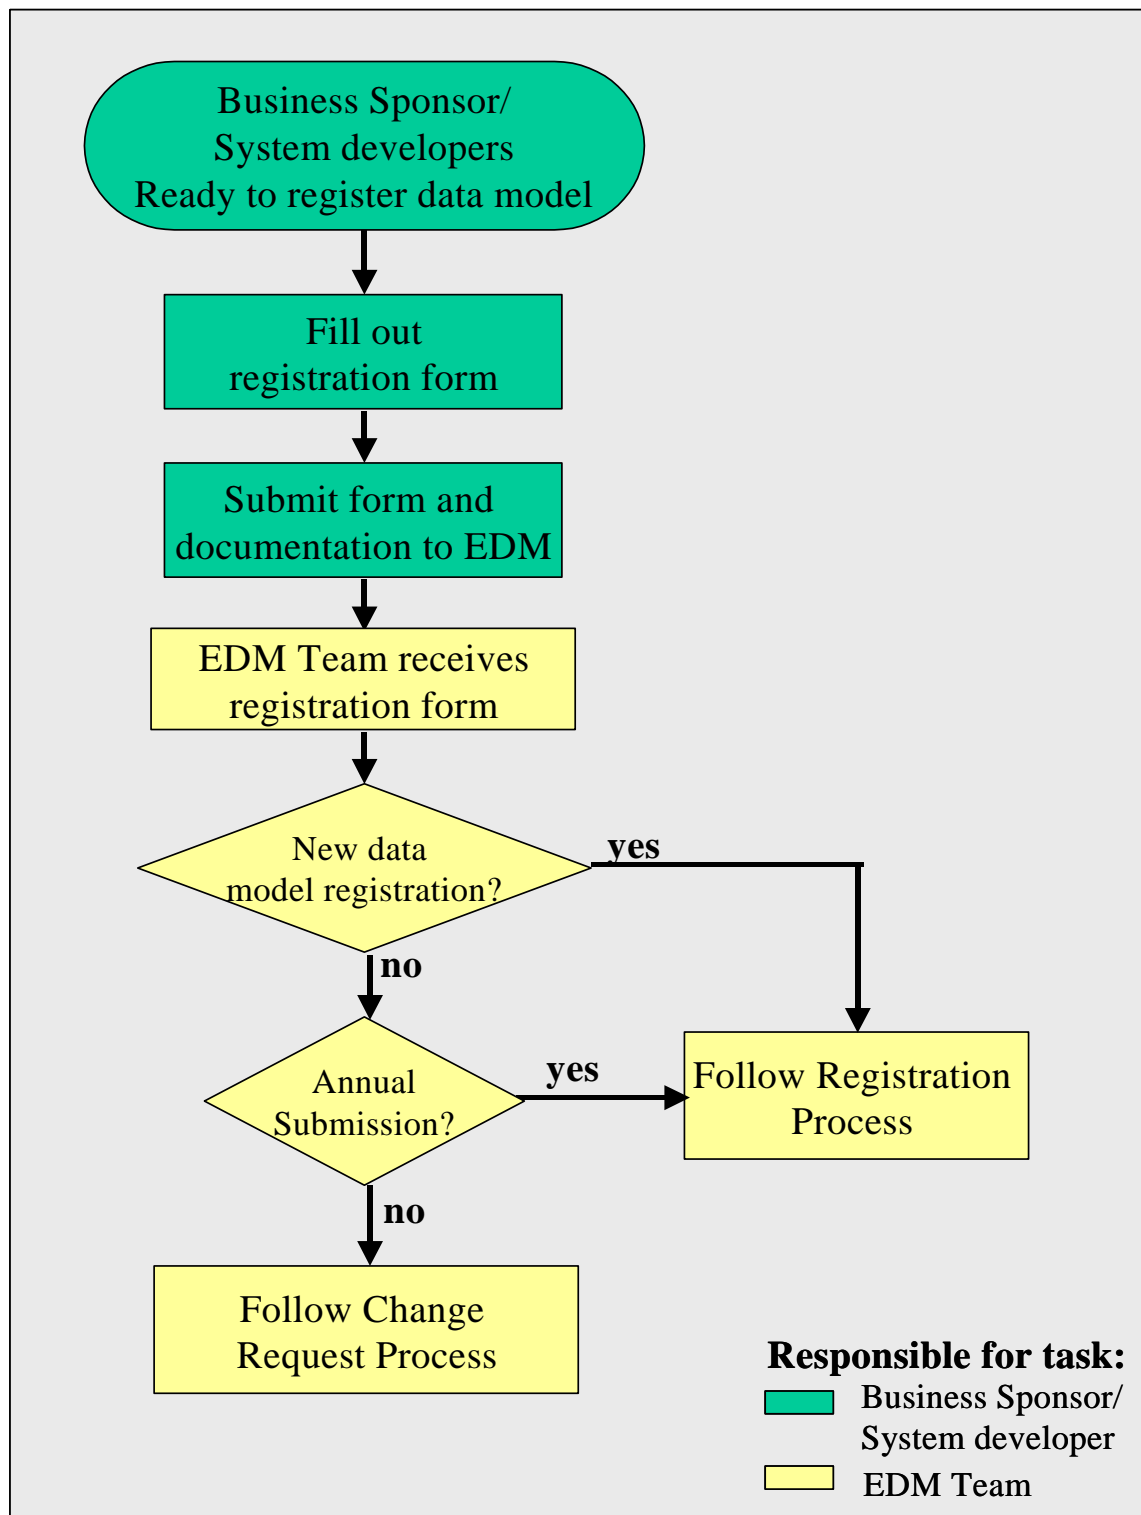 Business Sponsor/
System developers
Ready to register data model
Fill out
registration form
Submit form and
documentation to EDM
EDM Team receives
registration form
New data
model registration?
yes
no
Annual
Submission?
yes
Follow Registration
Process
no
Follow Change
Request Process
Responsible for task:
Business Sponsor/
System developer
EDM Team